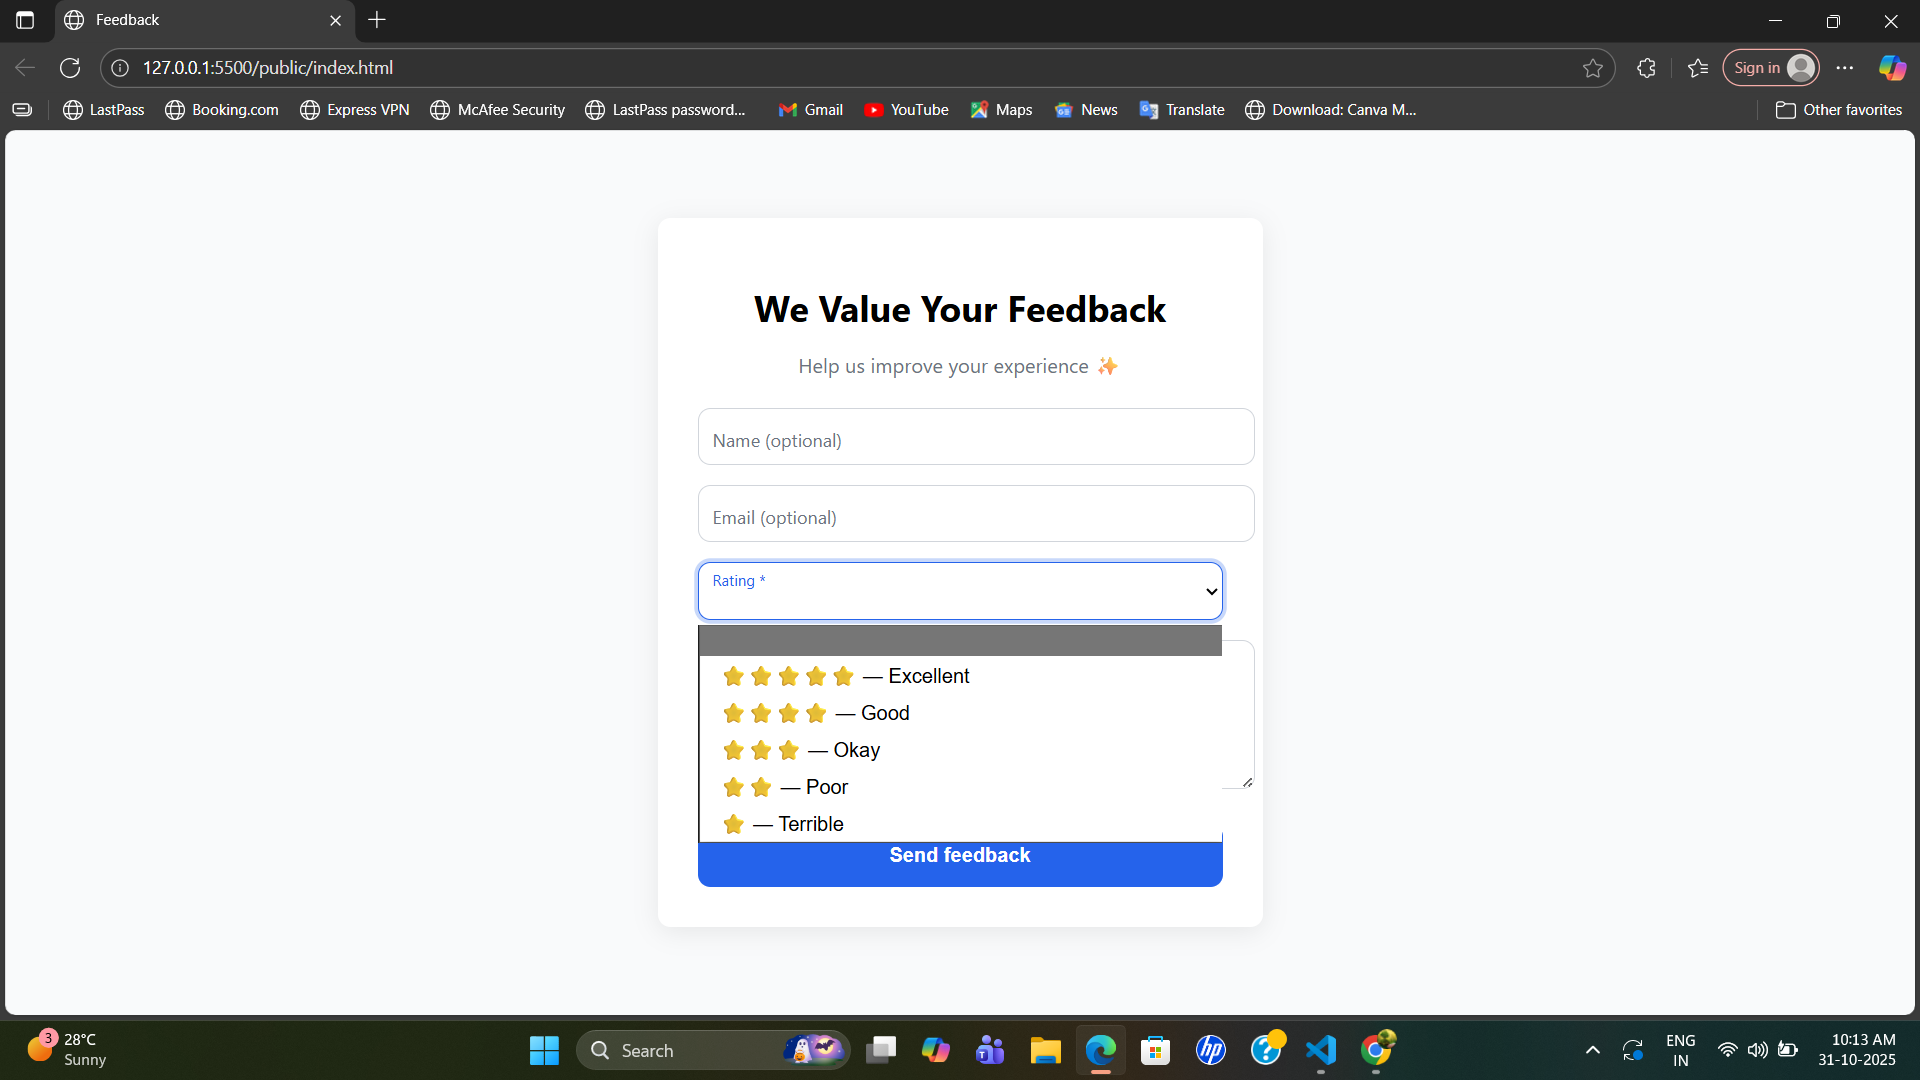 Feedback
127.0.0.1:5500/public/index.html
Sign in
LastPass
Booking.com
Express VPN
McAfee Security
LastPass password...
Gmail
YouTube
Maps
News
Translate
Download: Canva M...
Other favorites
We Value Your Feedback
Help us improve your experience ✨
Name (optional)
Email (optional)
Rating *
⭐⭐⭐⭐⭐ — Excellent
⭐⭐⭐⭐ — Good
⭐⭐⭐ — Okay
⭐⭐ — Poor
⭐ — Terrible
Send feedback
3
28°C
Sunny
Search
hp
ENG
IN
10:13 AM
31-10-2025